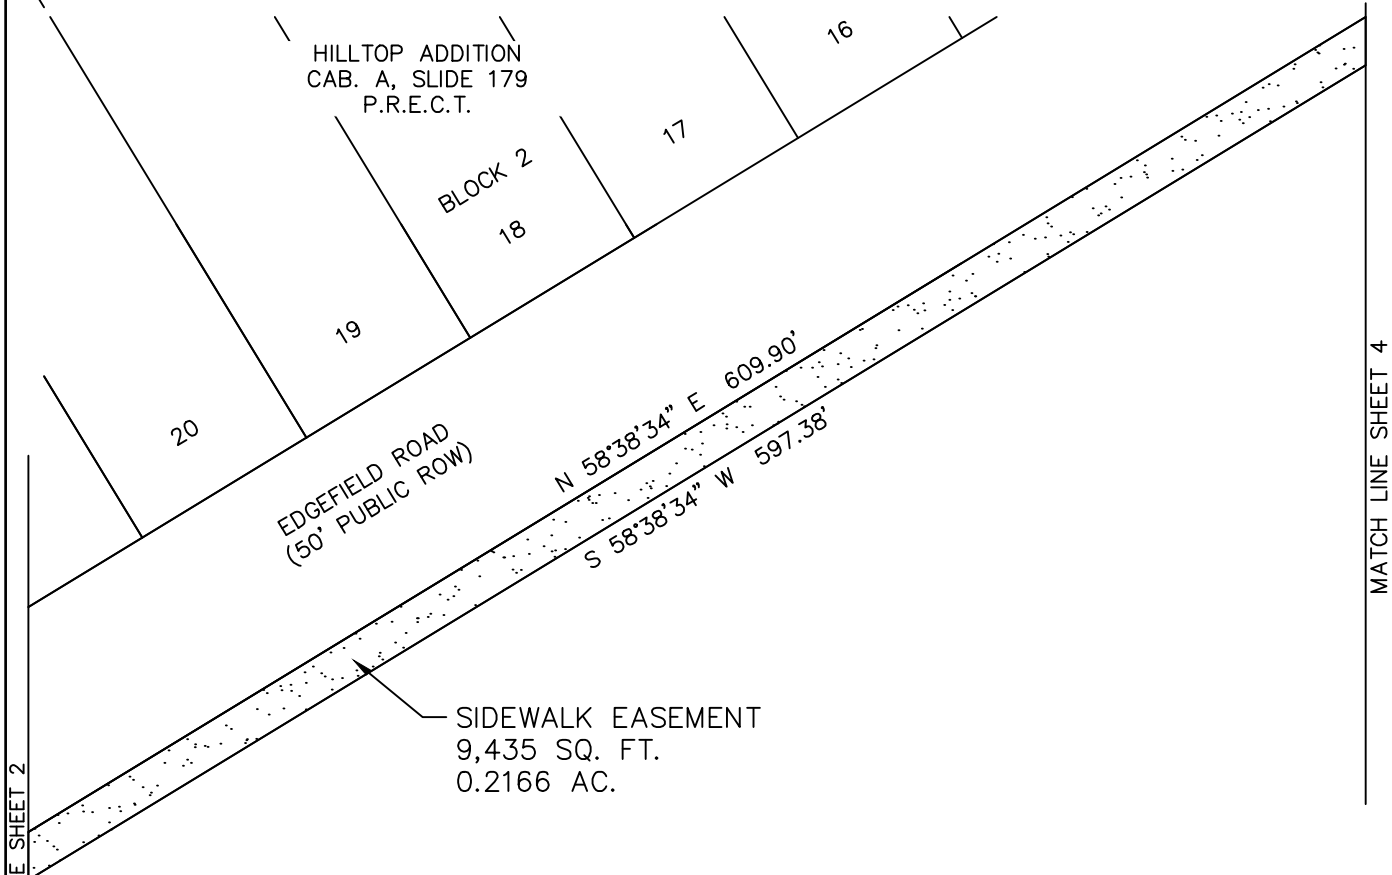 HILLTOP ADDITION
CAB. A, SLIDE 179
P.R.E.C.T.
16
17
BLOCK 2
18
19
20
EDGEFIELD ROAD
(50' PUBLIC ROW)
N 58°38'34" E 609.90'
S 58°38'34" W 597.38'
SIDEWALK EASEMENT
9,435 SQ. FT.
0.2166 AC.
MATCH LINE SHEET 4
E SHEET 2